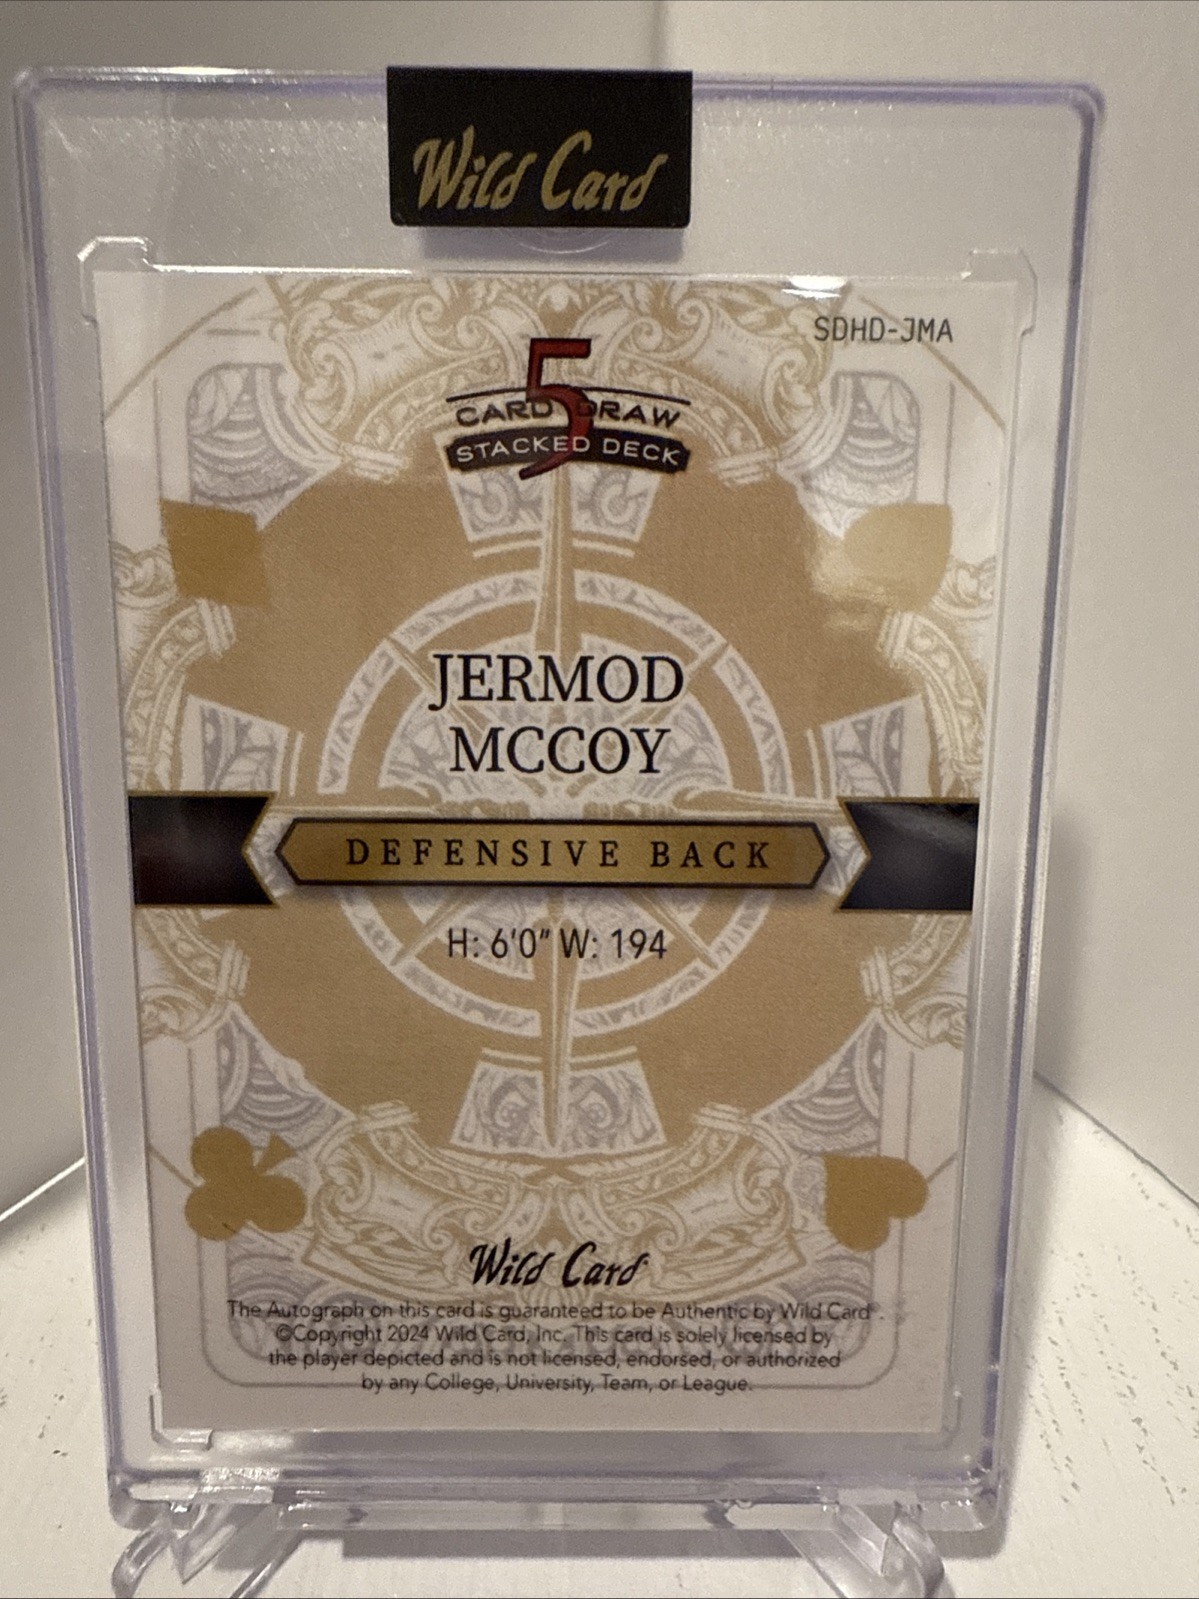 Wild Card
SDHD-JMA
5
CARD DRAW
STACKED DECK
JERMOD
MCCOY
DEFENSIVE BACK
H: 6'0" W: 194
Wild Card
The Autograph on this card is guaranteed to be Authentic by Wild Card®.
©Copyright 2024 Wild Card, Inc. This card is solely licensed by
the player depicted and is not licensed, endorsed, or authorized
by any College, University, Team, or League.